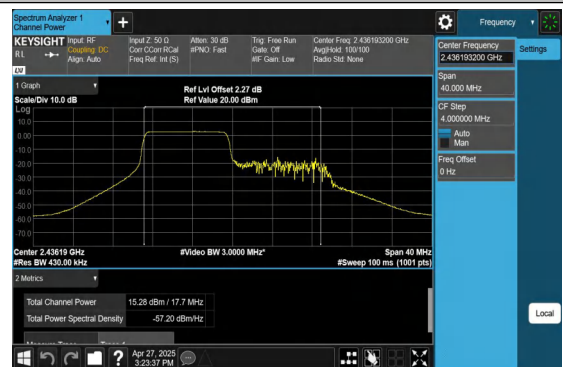 Spectrum Analyzer 1
Channel Power
Frequency
KEYSIGHT
RL
Input: RF
Coupling: DC
Align: Auto
Input Z: 50 Ω
Corr CCorr RCal
Freq Ref: Int (S)
Atten: 30 dB
#PNO: Fast
Trig: Free Run
Gate: Off
#IF Gain: Low
Center Freq: 2.436193200 GHz
Avg|Hold: 100/100
Radio Std: None
1 Graph
Scale/Div 10.0 dB
Ref Lvl Offset 2.27 dB
Ref Value 20.00 dBm
Log
10.0
0.00
-10.0
-20.0
-30.0
-40.0
-50.0
-60.0
-70.0
Center 2.43619 GHz
#Res BW 430.00 kHz
#Video BW 3.0000 MHz*
Span 40 MHz
#Sweep 100 ms (1001 pts)
2 Metrics
Total Channel Power 15.28 dBm / 17.7 MHz
Total Power Spectral Density -57.20 dBm/Hz
Apr 27, 2025
3:23:37 PM
Center Frequency
2.436193200 GHz
Span
40.000 MHz
CF Step
4.000000 MHz
Auto
Man
Freq Offset
0 Hz
Settings
Local